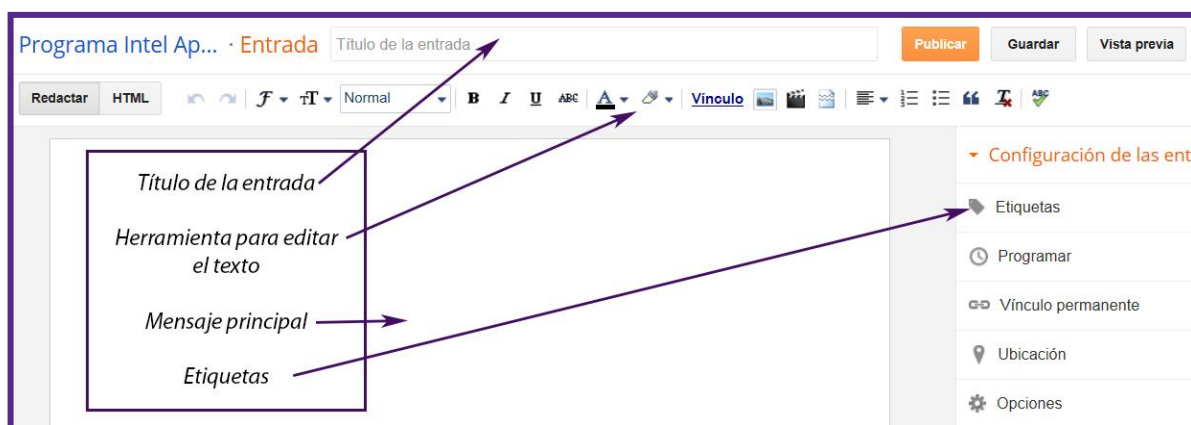 Programa Intel Ap... · Entrada Título de la entrada Publicar Guardar Vista previa
Redactar HTML F T Normal B I U ABC A Vínculo ABC
Configuración de las ent
Título de la entrada
Etiquetas
Herramienta para editar
el texto
Programar
Mensaje principal
Vínculo permanente
Ubicación
Etiquetas
Opciones